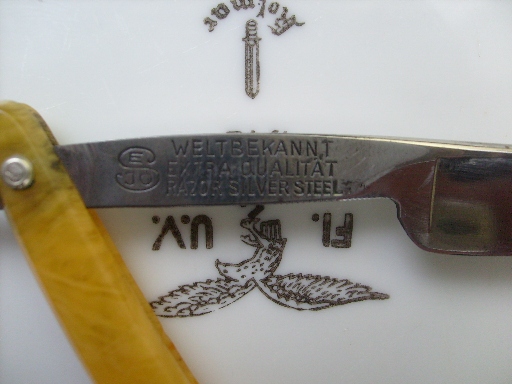 WELTBEKANNT
EXTRA QUALITÄT
RAZOR SILVER STEEL
Fl. U.V.